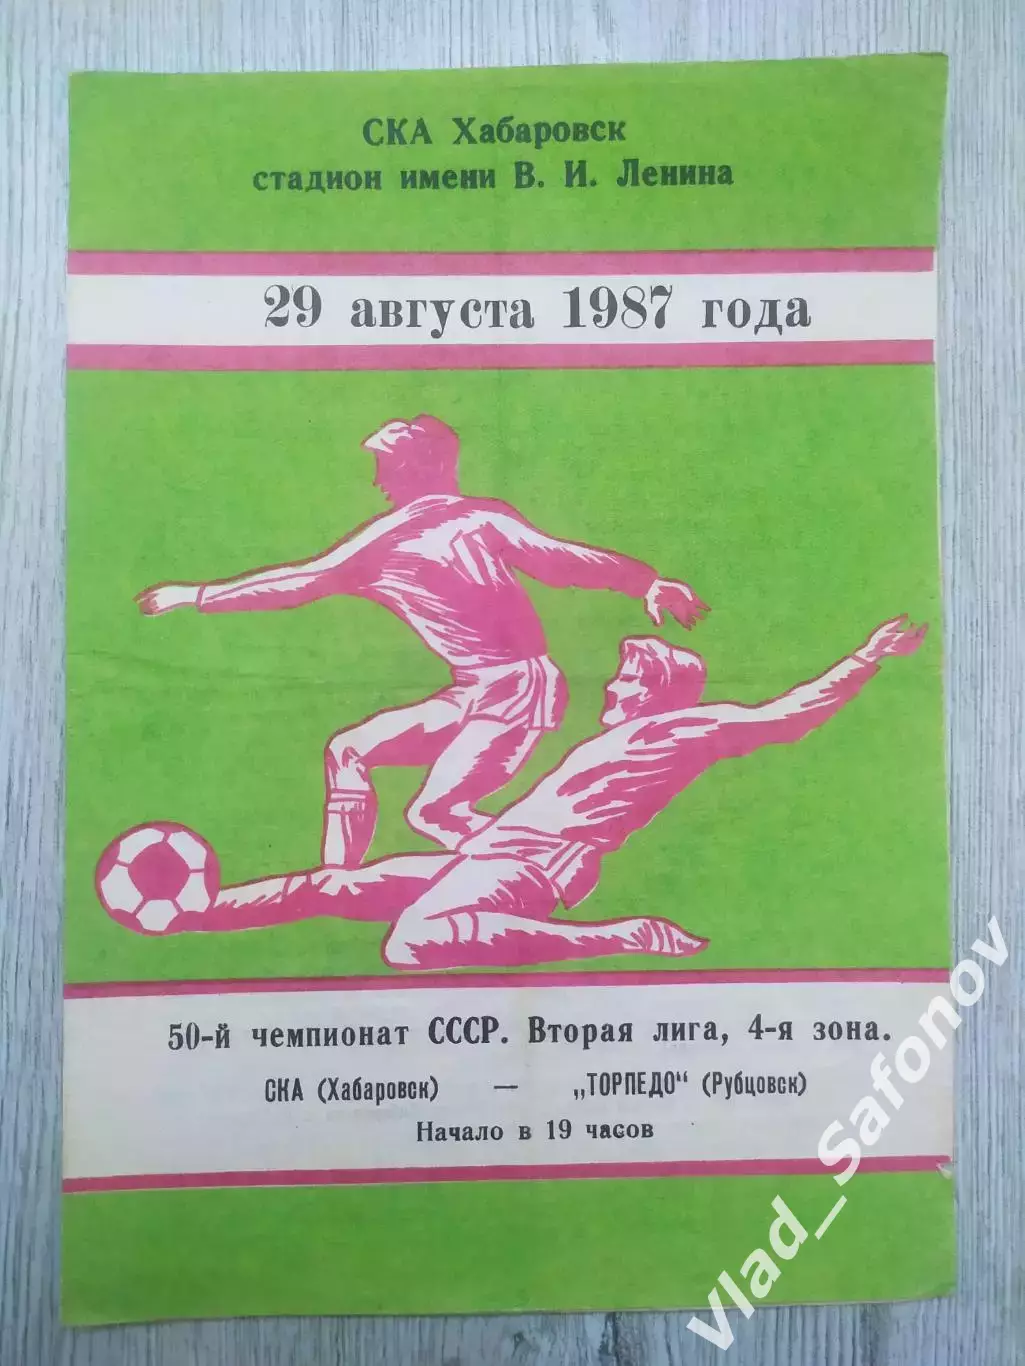 СКА Хабаровск
стадион имени В. И. Ленина
29 августа 1987 года
50-й чемпионат СССР. Вторая лига, 4-я зона.
СКА (Хабаровск) — „ТОРПЕДО“ (Рубцовск)
Начало в 19 часов
Vlad_Safonov